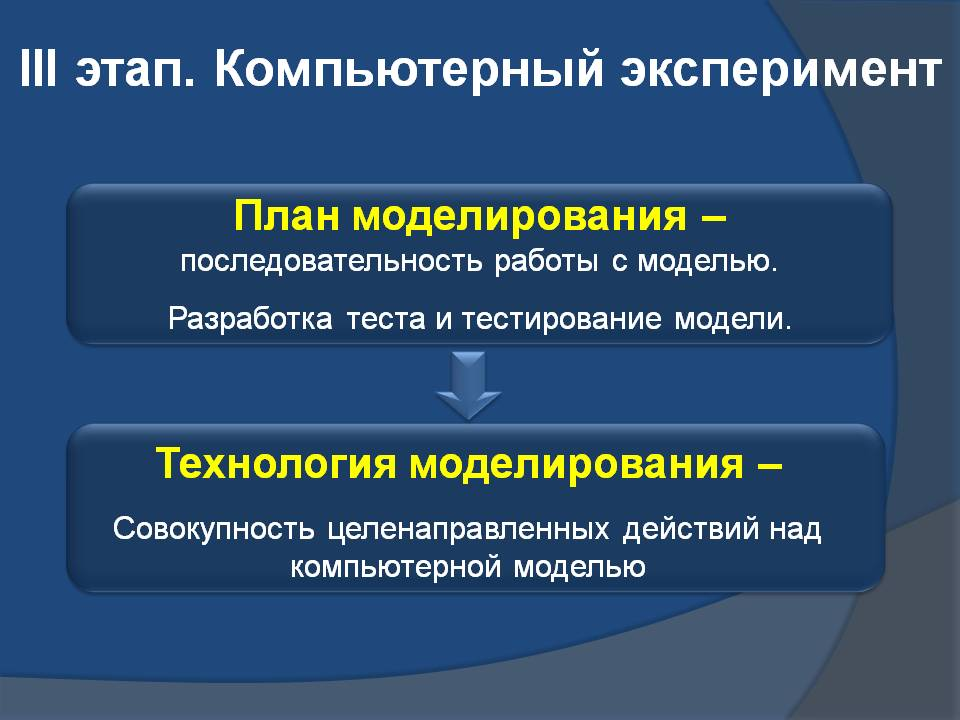 III этап. Компьютерный эксперимент
План моделирования –
последовательность работы с моделью.
Разработка теста и тестирование модели.
Технология моделирования –
Совокупность целенаправленных действий над
компьютерной моделью